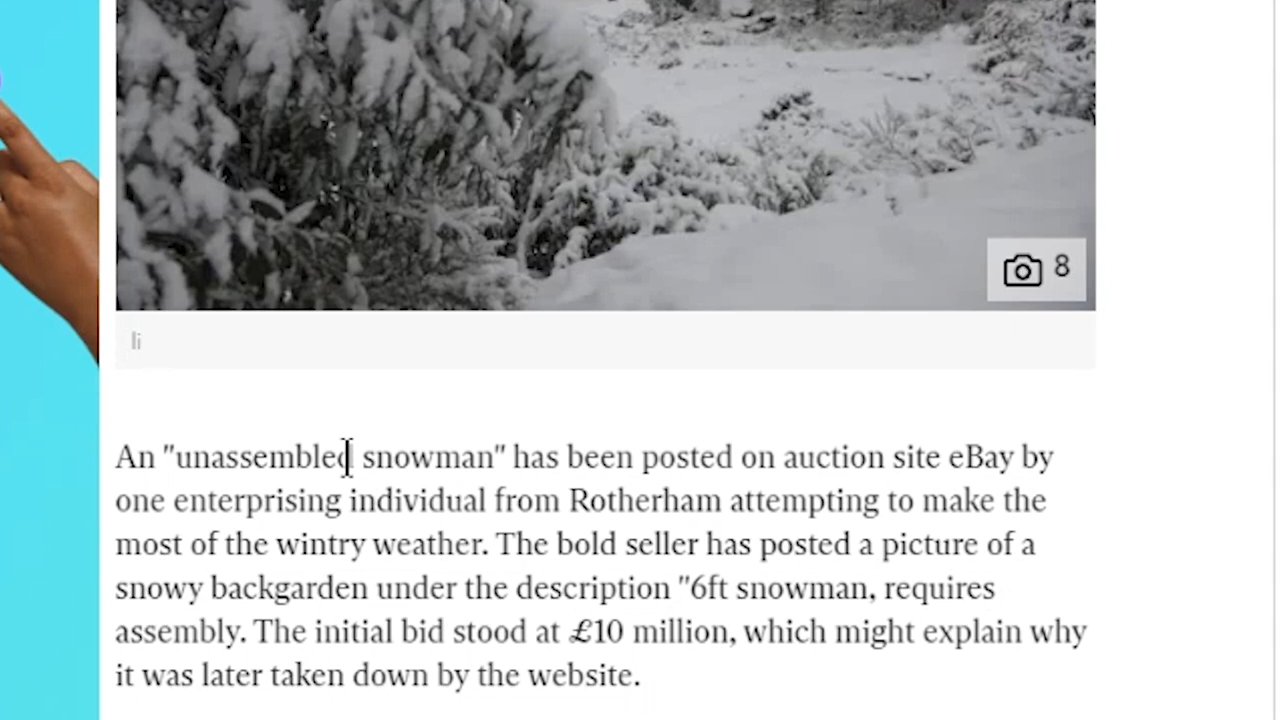 8
li
An "unassembled snowman" has been posted on auction site eBay by
one enterprising individual from Rotherham attempting to make the
most of the wintry weather. The bold seller has posted a picture of a
snowy backgarden under the description "6ft snowman, requires
assembly. The initial bid stood at £10 million, which might explain why
it was later taken down by the website.